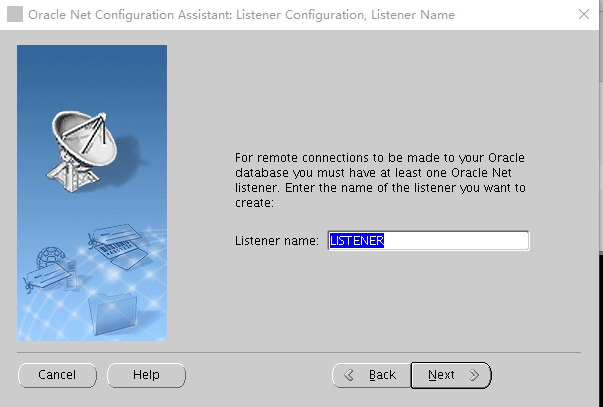 Oracle Net Configuration Assistant: Listener Configuration, Listener Name
For remote connections to be made to your Oracle
database you must have at least one Oracle Net
listener. Enter the name of the listener you want to
create:
Listener name: LISTENER
Cancel Help Back Next